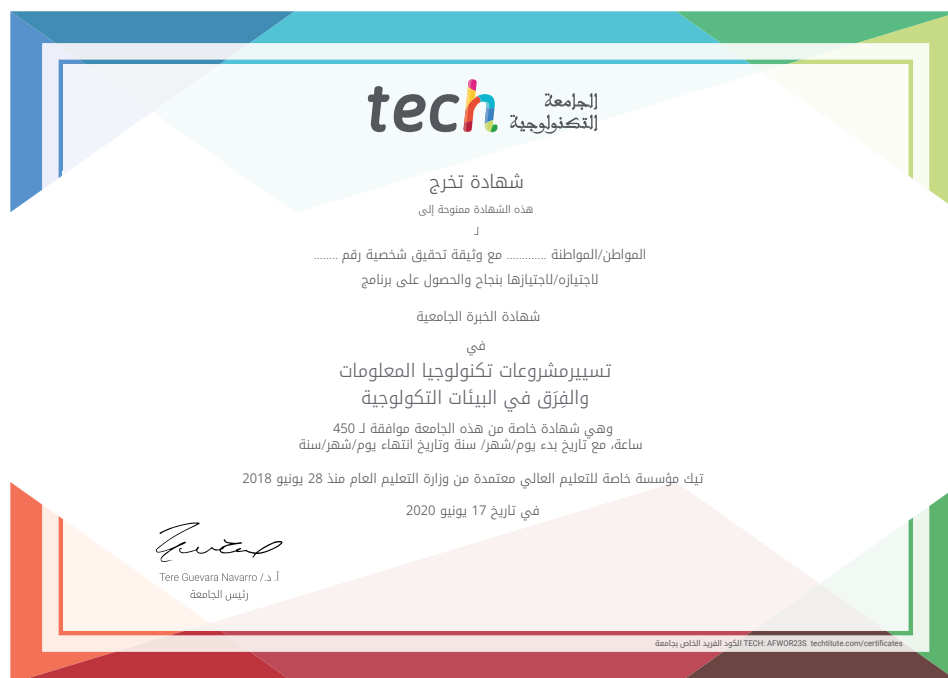 tech الجامعة
التكنولوجية
شهادة تخرج
هذه الشهادة ممنوحة إلى
لـ
المواطن/المواطنة ............. مع وثيقة تحقيق شخصية رقم ........
لاجتيازه/لاجتيازها بنجاح والحصول على برنامج
شهادة الخبرة الجامعية
في
تسييرمشروعات تكنولوجيا المعلومات
والفِرَق في البيئات التكولوجية
وهي شهادة خاصة من هذه الجامعة موافقة لـ 450
ساعة، مع تاريخ بدء يوم/شهر/ سنة وتاريخ انتهاء يوم/شهر/سنة
تيك مؤسسة خاصة للتعليم العالي معتمدة من وزارة التعليم العام منذ 28 يونيو 2018
في تاريخ 17 يونيو 2020
أ.د./ Tere Guevara Navarro
رئيس الجامعة
الكود الفريد الخاص بجامعة TECH: AFWOR23S techtitute.com/certificates